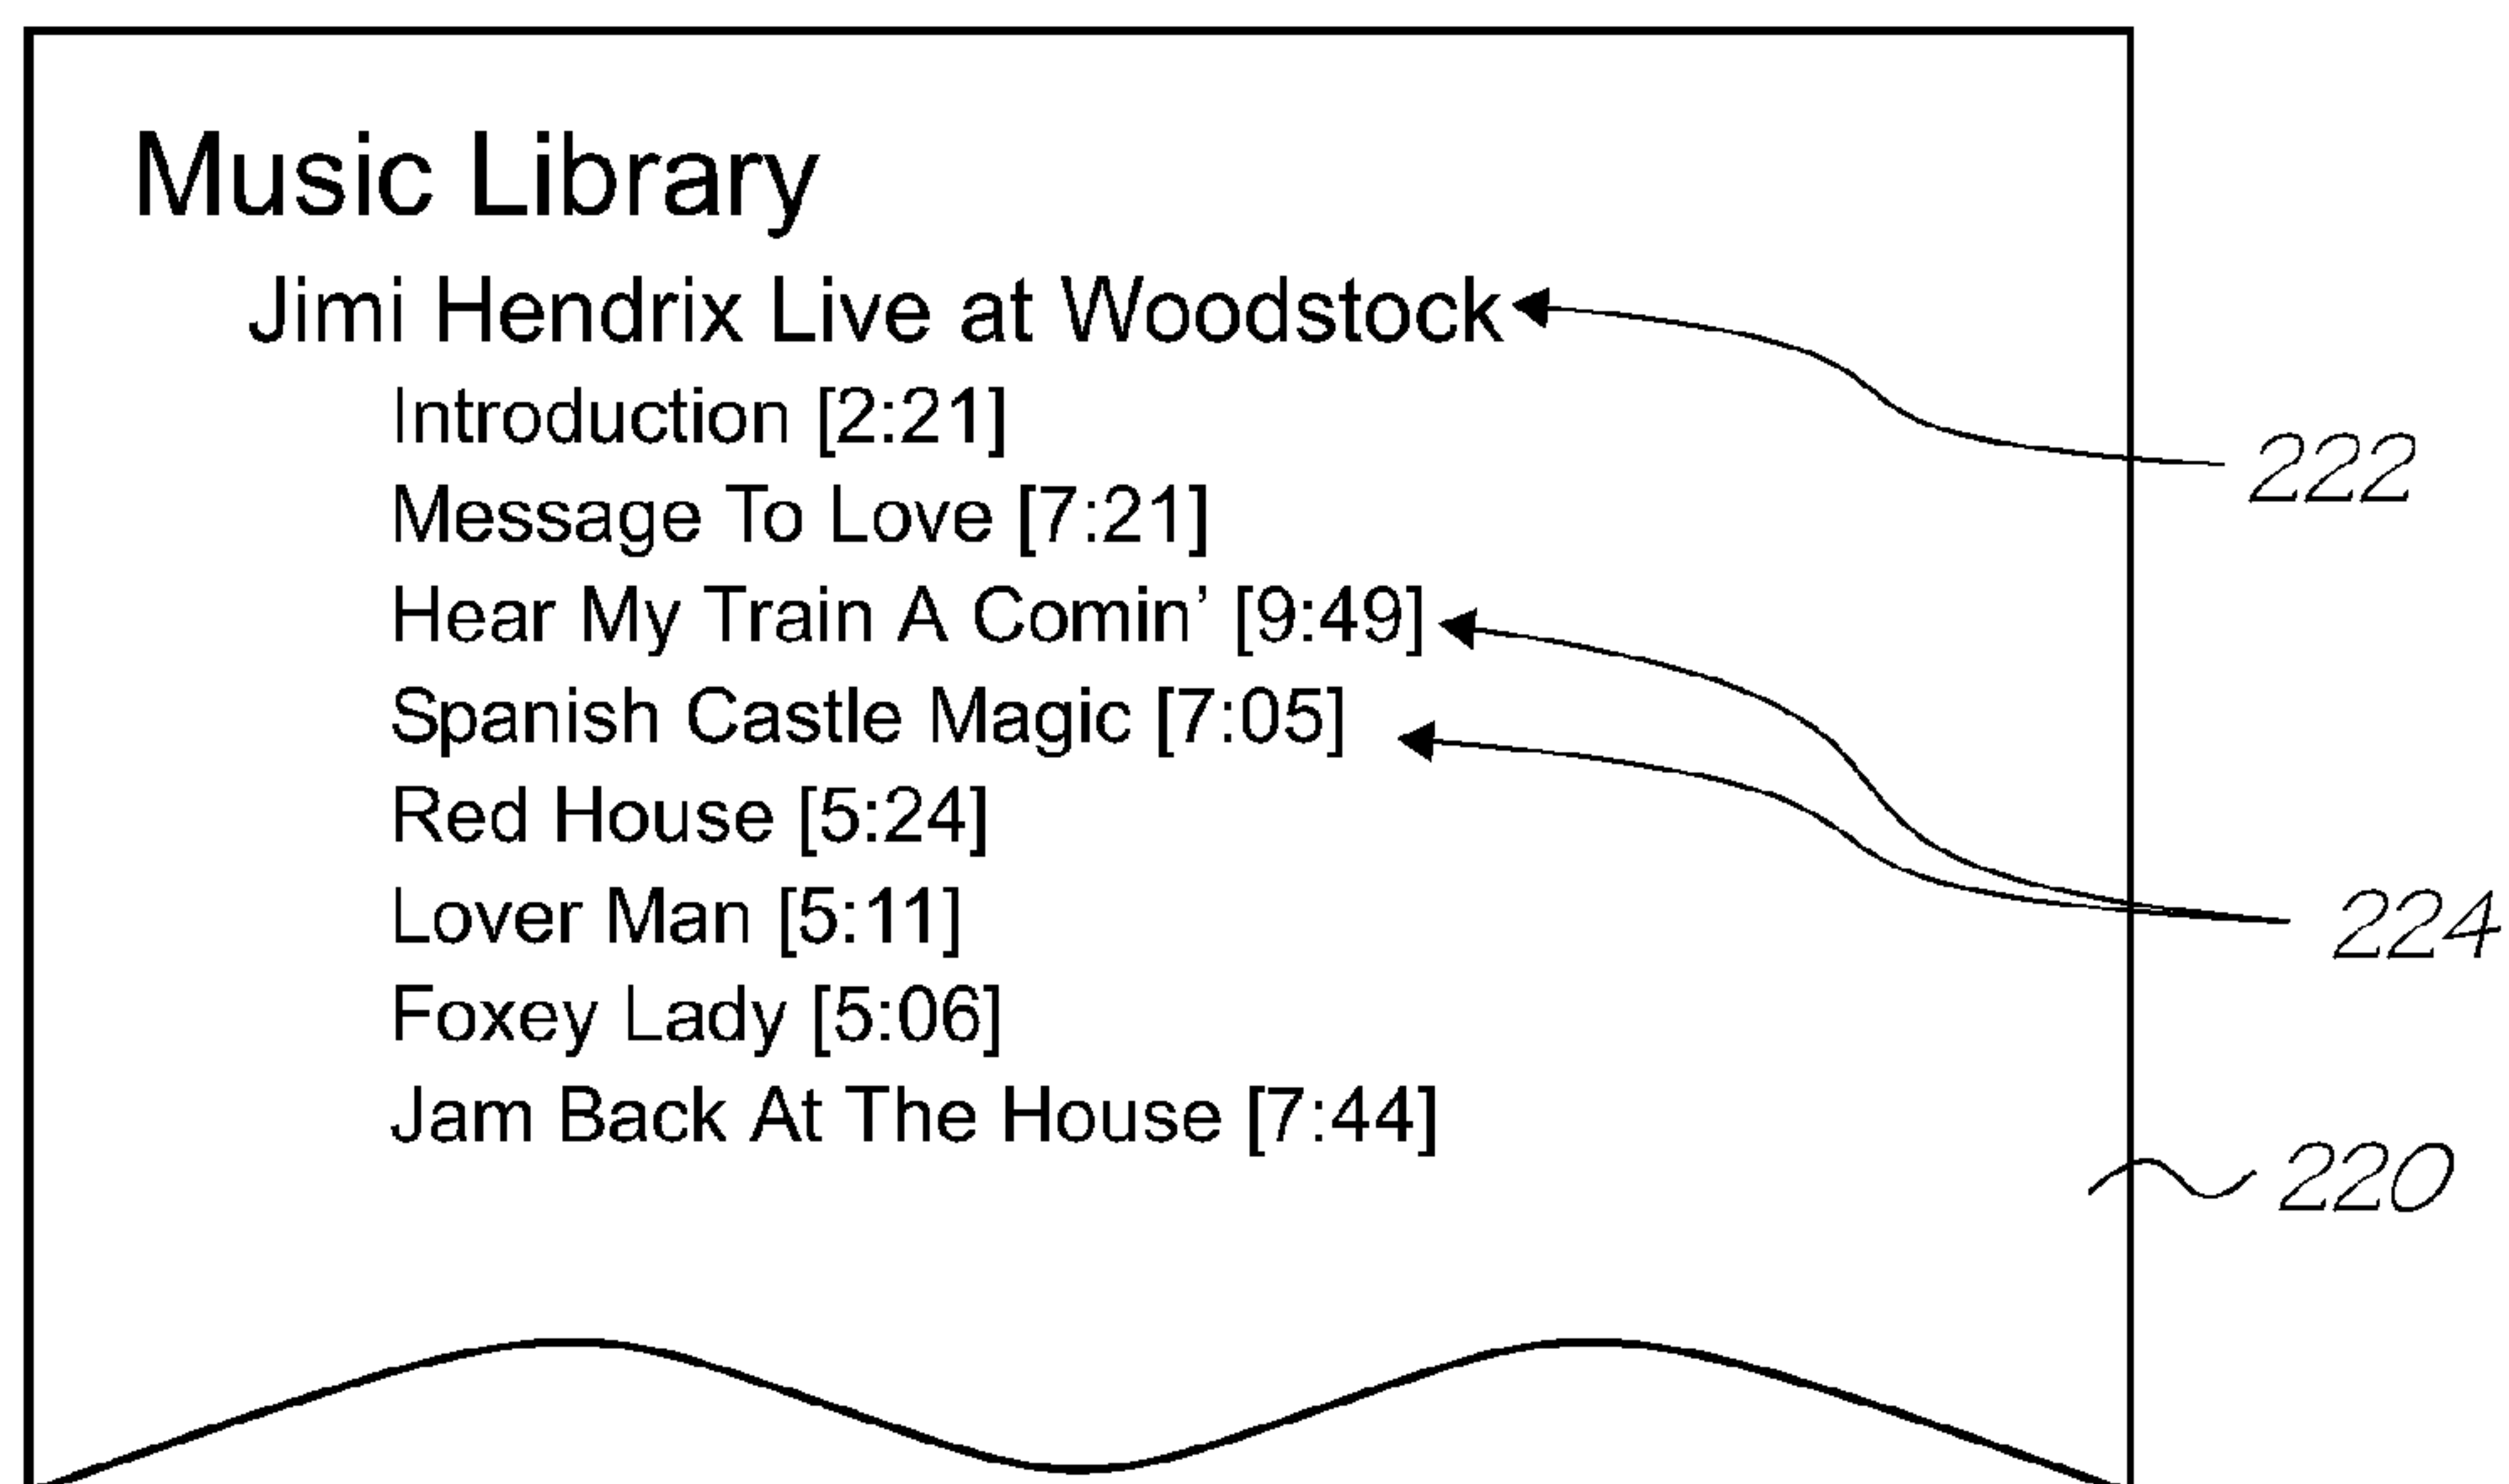 Music Library
Jimi Hendrix Live at Woodstock
Introduction [2:21]
222
Message To Love [7:21]
Hear My Train A Comin’ [9:49]
Spanish Castle Magic [7:05]
Red House [5:24]
Lover Man [5:11]
224
Foxey Lady [5:06]
Jam Back At The House [7:44]
220